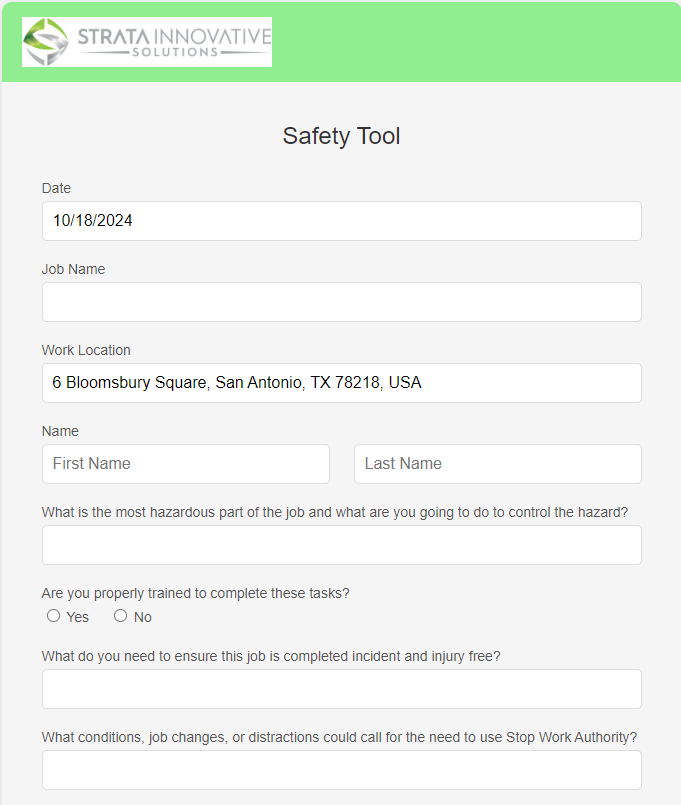 STRATA INNOVATIVE
SOLUTIONS
Safety Tool
Date
10/18/2024
Job Name
Work Location
6 Bloomsbury Square, San Antonio, TX 78218, USA
Name
First Name Last Name
What is the most hazardous part of the job and what are you going to do to control the hazard?
Are you properly trained to complete these tasks?
Yes No
What do you need to ensure this job is completed incident and injury free?
What conditions, job changes, or distractions could call for the need to use Stop Work Authority?